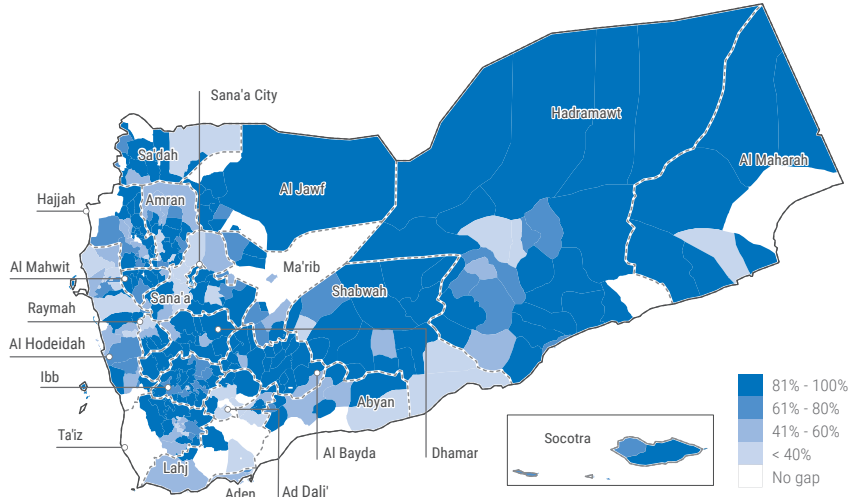 Sana'a City
Hadramawt
Sa'dah
Al Maharah
Al Jawf
Hajjah
Amran
Al Mahwit
Ma'rib
Shabwah
Sana'a
Raymah
Al Hodeidah
Ibb
Abyan
Ta'iz
Lahj
Al Bayda
Dhamar
Aden
Ad Dali'
Socotra
81% - 100%
61% - 80%
41% - 60%
< 40%
No gap